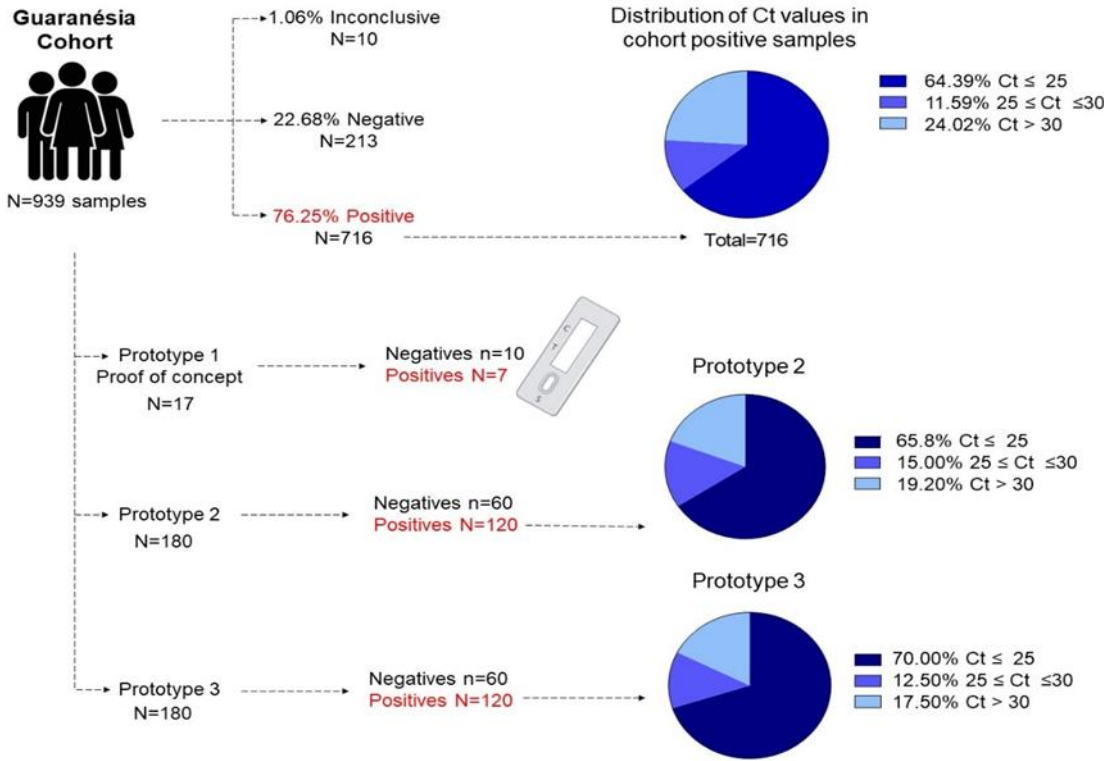 Guaranésia
Cohort
N=939 samples
1.06% Inconclusive
N=10
22.68% Negative
N=213
76.25% Positive
N=716
Distribution of Ct values in
cohort positive samples
64.39% Ct ≤ 25
11.59% 25 ≤ Ct ≤30
24.02% Ct > 30
Total=716
Prototype 1
Proof of concept
N=17
Negatives n=10
Positives N=7
C
T
S
Prototype 2
N=180
Negatives n=60
Positives N=120
Prototype 2
65.8% Ct ≤ 25
15.00% 25 ≤ Ct ≤30
19.20% Ct > 30
Prototype 3
N=180
Negatives n=60
Positives N=120
Prototype 3
70.00% Ct ≤ 25
12.50% 25 ≤ Ct ≤30
17.50% Ct > 30